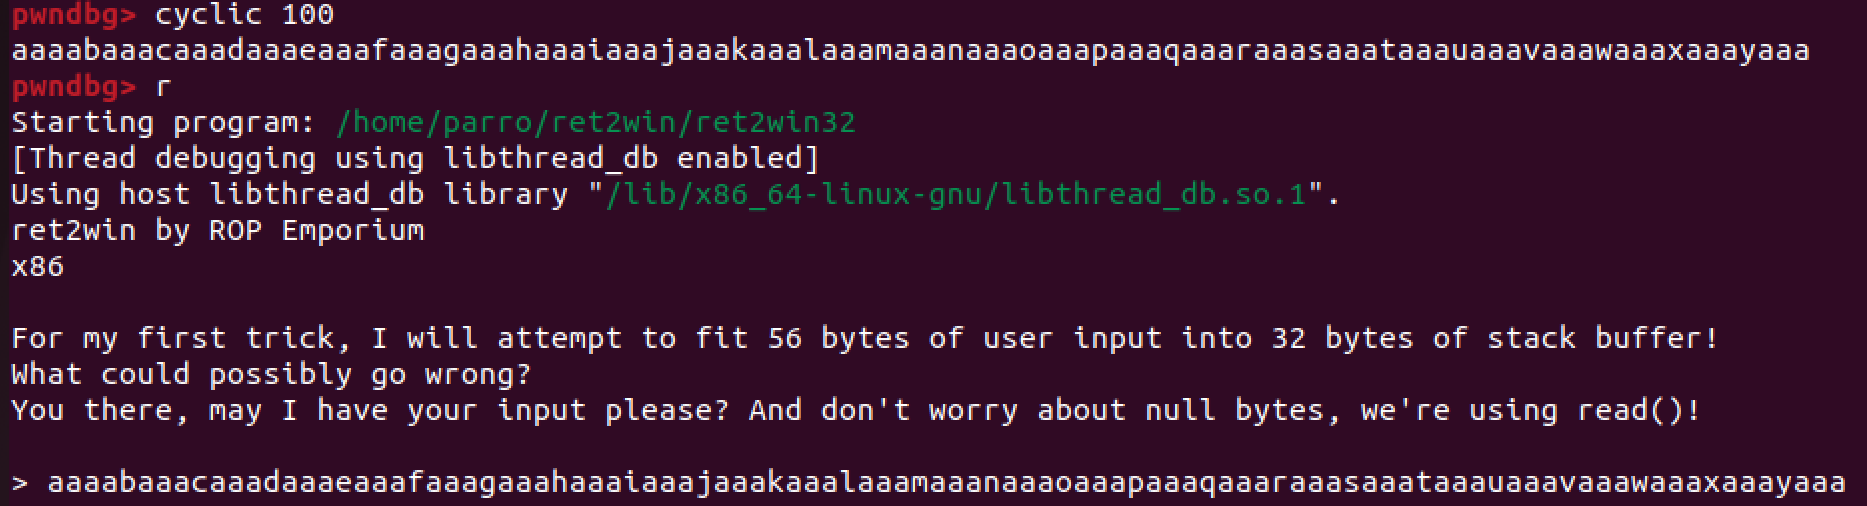 pwndbg> cyclic 100
aaaabaaacaaadaaaeaaafaaagaaahaaaiaaajaaakaaalaaamaaanaaaoaaapaaaqaaaraaasaaataaauaaavaaawaaaxaaayaaa
pwndbg> r
Starting program: /home/parro/ret2win/ret2win32
[Thread debugging using libthread_db enabled]
Using host libthread_db library "/lib/x86_64-linux-gnu/libthread_db.so.1".
ret2win by ROP Emporium
x86
For my first trick, I will attempt to fit 56 bytes of user input into 32 bytes of stack buffer!
What could possibly go wrong?
You there, may I have your input please? And don't worry about null bytes, we're using read()!
> aaaabaaacaaadaaaeaaafaaagaaahaaaiaaajaaakaaalaaamaaanaaaoaaapaaaqaaaraaasaaataaauaaavaaawaaaxaaayaaa